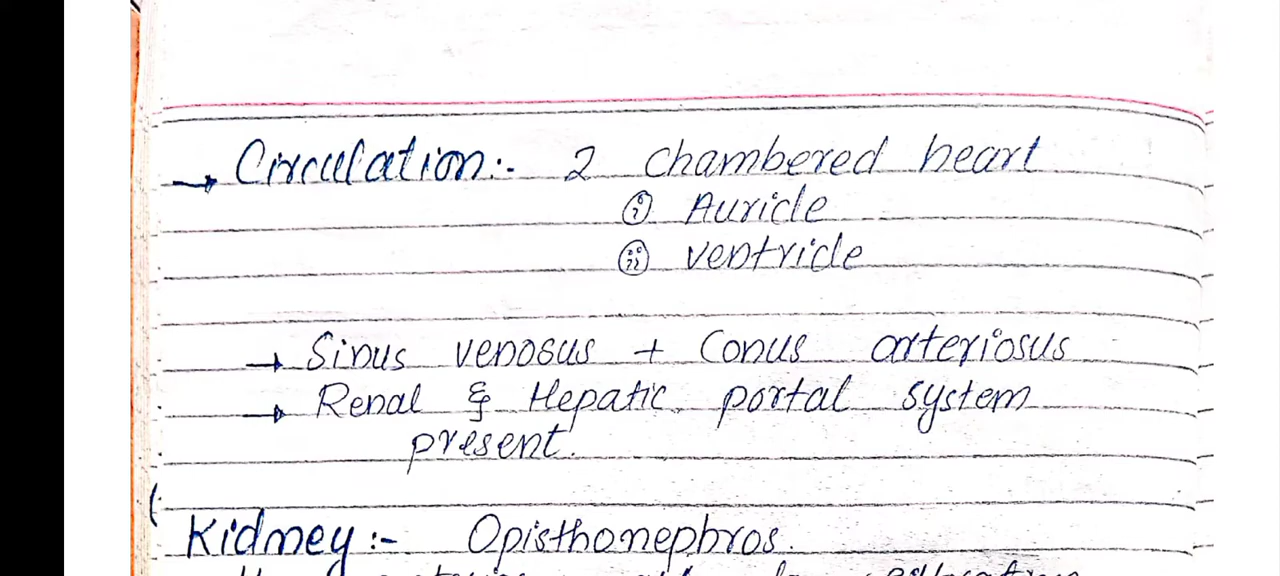 → Circulation:- 2 Chambered heart
(i) Auricle
(ii) ventricle
→ Sinus venosus + Conus arteriosus
→ Renal & Hepatic portal system
present.
Kidney:- Opisthonephros.